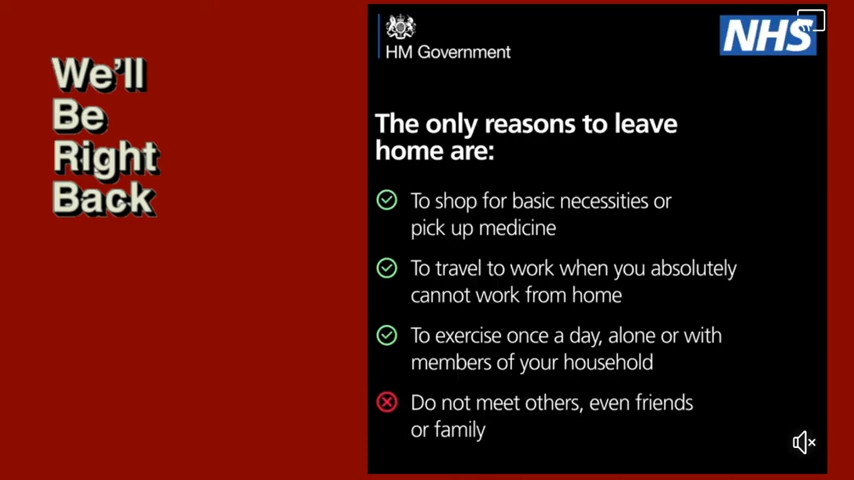 We'll
Be
Right
Back
HM Government
NHS
The only reasons to leave
home are:
To shop for basic necessities or
pick up medicine
To travel to work when you absolutely
cannot work from home
To exercise once a day, alone or with
members of your household
Do not meet others, even friends
or family